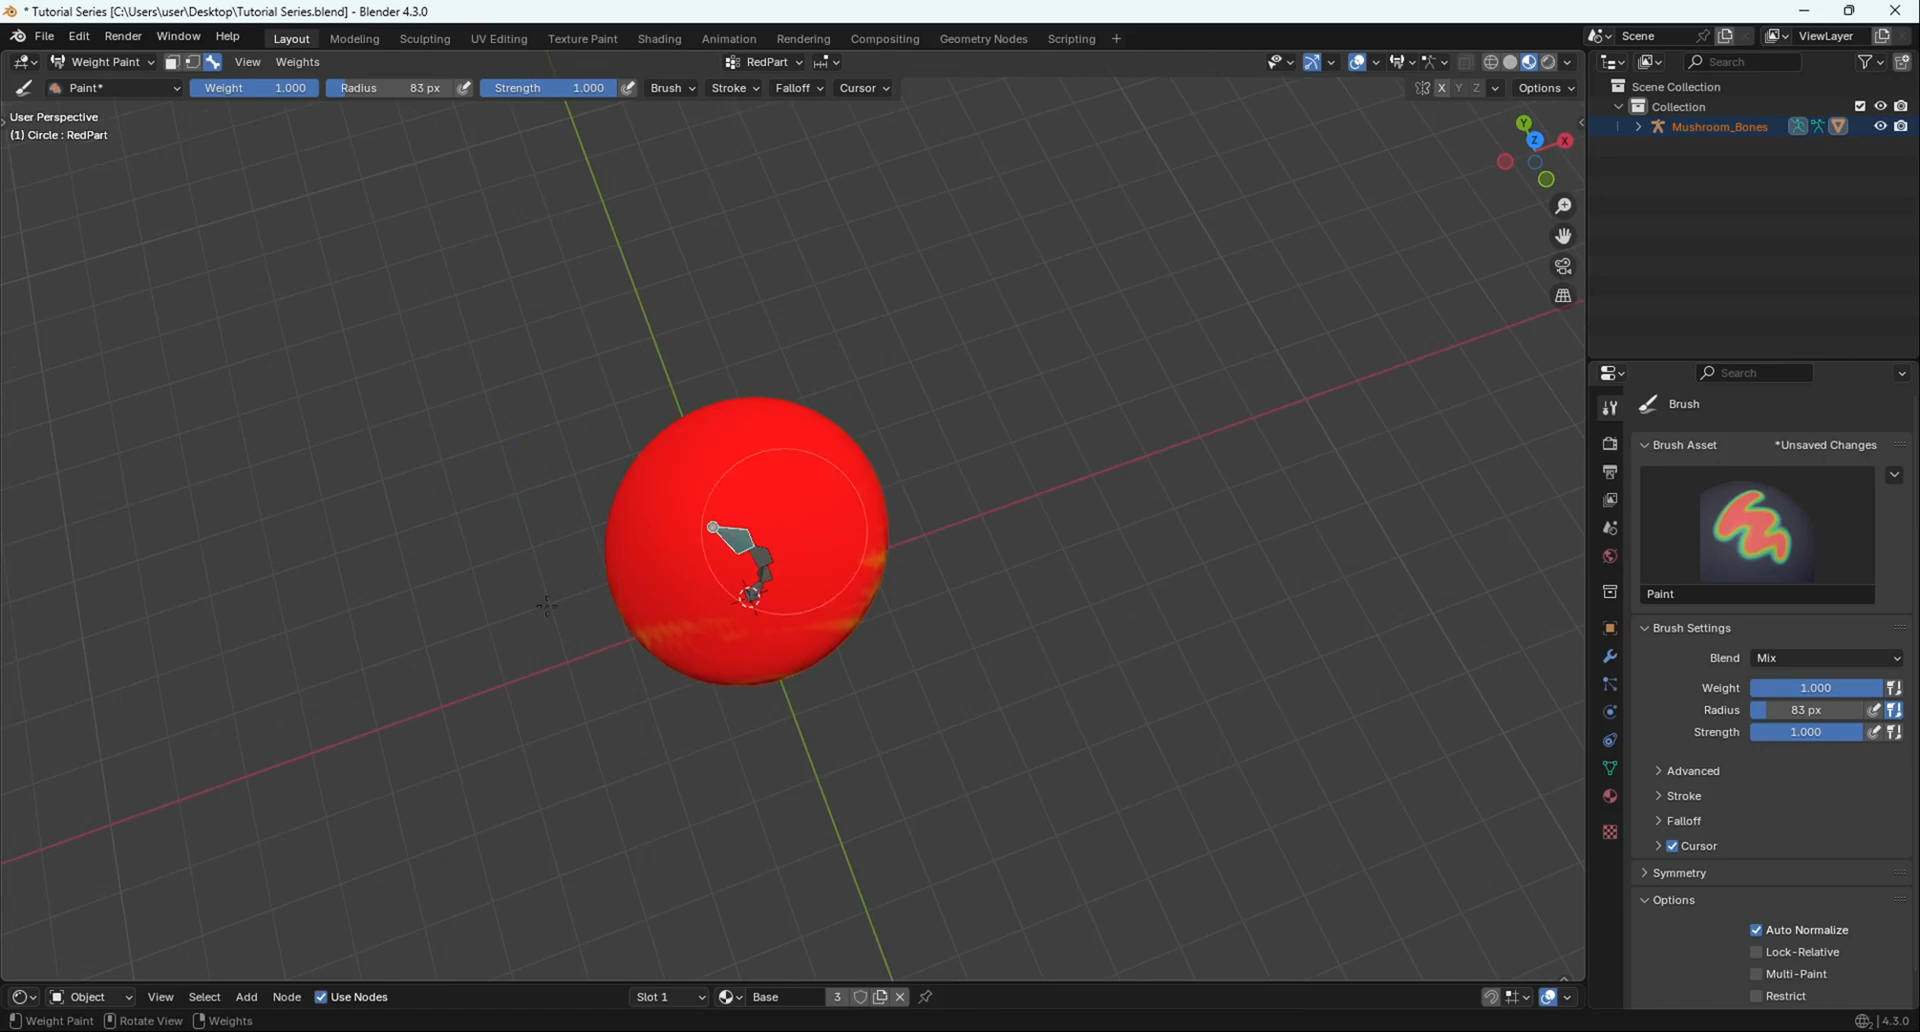 * Tutorial Series [C:\Users\user\Desktop\Tutorial Series.blend] - Blender 4.3.0
File Edit Render Window Help Layout Modeling Sculpting UV Editing Texture Paint Shading Animation Rendering Compositing Geometry Nodes Scripting + Scene ViewLayer
Weight Paint View Weights RedPart Search
Paint* Weight 1.000 Radius 83 px Strength 1.000 Brush Stroke Falloff Cursor X Y Z Options
Scene Collection
Collection
Mushroom_Bones
User Perspective
(1) Circle : RedPart
Y
X
Z
Search
Brush
Brush Asset *Unsaved Changes
Paint
Brush Settings
Blend Mix
Weight 1.000
Radius 83 px
Strength 1.000
Advanced
Stroke
Falloff
Cursor
Symmetry
Options
Auto Normalize
Lock-Relative
Multi-Paint
Restrict
Object View Select Add Node Use Nodes Slot 1 Base 3
Weight Paint Rotate View Weights 4.3.0